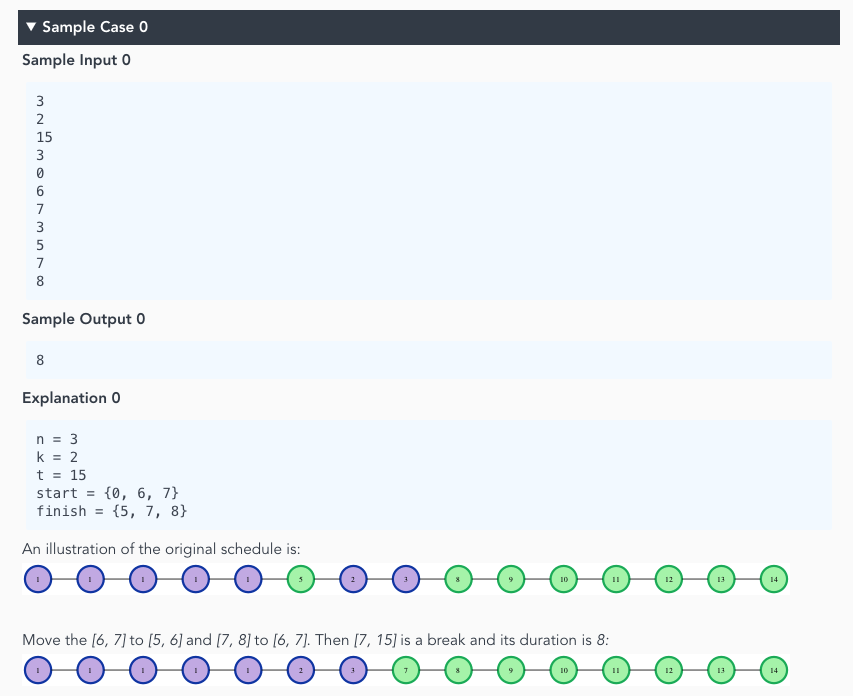 ▼ Sample Case 0
Sample Input 0
3
2
15
3
0
6
7
3
5
7
8
Sample Output 0
8
Explanation 0
n = 3
k = 2
t = 15
start = {0, 6, 7}
finish = {5, 7, 8}
An illustration of the original schedule is:
1 1 1 1 1 5 2 3 8 9 10 11 12 13 14
Move the [6, 7] to [5, 6] and [7, 8] to [6, 7]. Then [7, 15] is a break and its duration is 8:
1 1 1 1 1 2 3 7 8 9 10 11 12 13 14